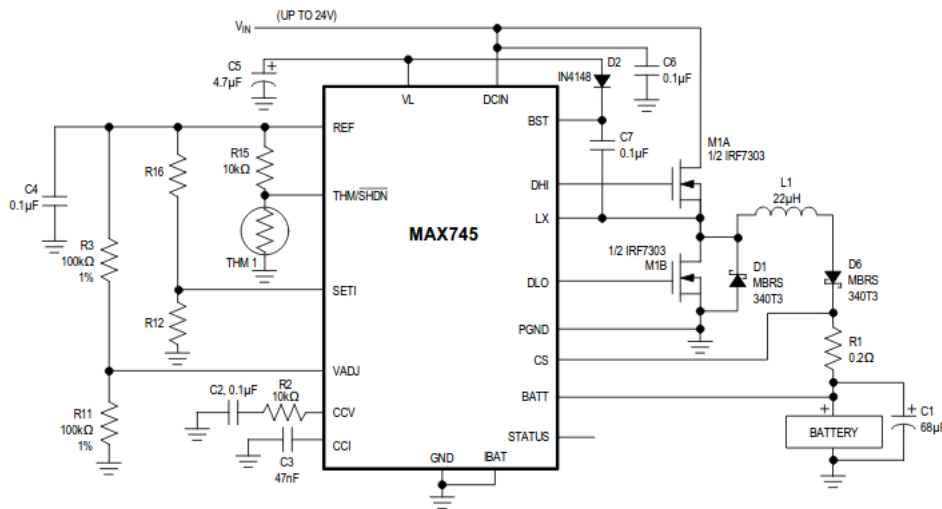 (UP TO 24V)
VIN
C5
4.7µF
D2
IN4148
C6
0.1µF
VL
DCIN
REF
BST
C7
0.1µF
M1A
1/2 IRF7303
R16
R15
10kΩ
C4
0.1µF
THM/SHDN
DHI
L1
22µH
LX
MAX745
R3
100kΩ
1%
THM 1
1/2 IRF7303
M1B
D1
MBRS
340T3
D6
MBRS
340T3
SETI
DLO
R12
PGND
R1
0.2Ω
CS
VADJ
BATT
C2, 0.1µF
R2
10kΩ
R11
100kΩ
1%
CCV
+
BATTERY
+
C1
68µF
STATUS
C3
47nF
CCI
GND
IBAT
+